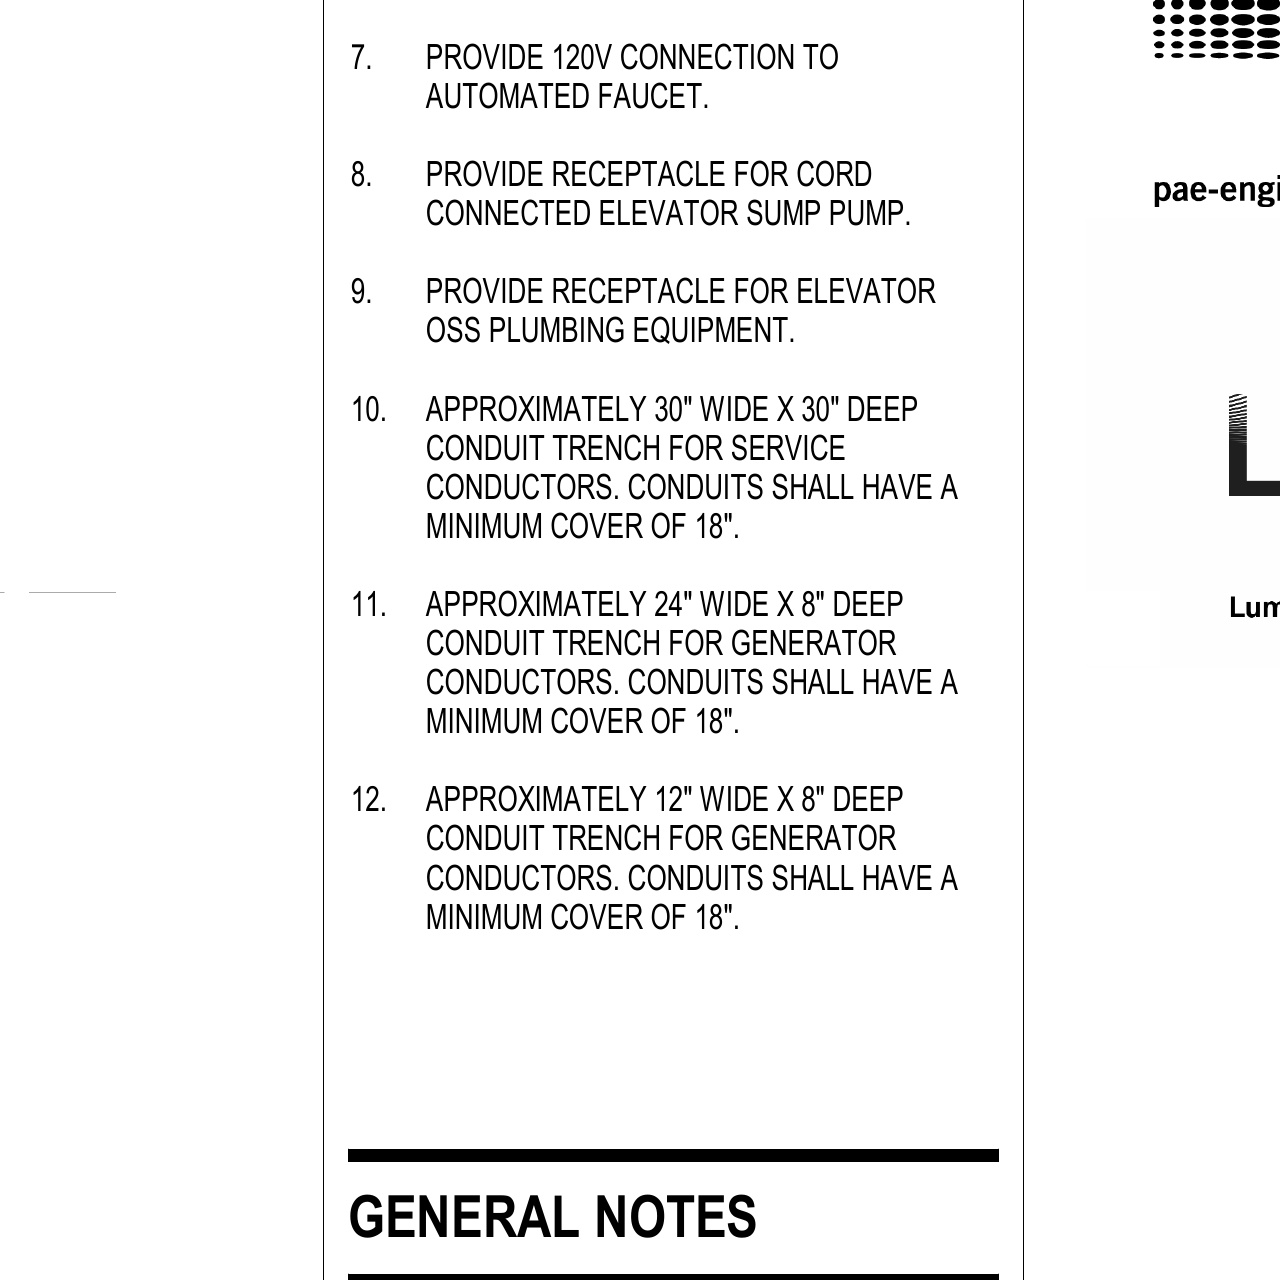 7. PROVIDE 120V CONNECTION TO
AUTOMATED FAUCET.
8. PROVIDE RECEPTACLE FOR CORD
CONNECTED ELEVATOR SUMP PUMP.
9. PROVIDE RECEPTACLE FOR ELEVATOR
OSS PLUMBING EQUIPMENT.
10. APPROXIMATELY 30" WIDE X 30" DEEP
CONDUIT TRENCH FOR SERVICE
CONDUCTORS. CONDUITS SHALL HAVE A
MINIMUM COVER OF 18".
11. APPROXIMATELY 24" WIDE X 8" DEEP
CONDUIT TRENCH FOR GENERATOR
CONDUCTORS. CONDUITS SHALL HAVE A
MINIMUM COVER OF 18".
12. APPROXIMATELY 12" WIDE X 8" DEEP
CONDUIT TRENCH FOR GENERATOR
CONDUCTORS. CONDUITS SHALL HAVE A
MINIMUM COVER OF 18".
GENERAL NOTES
pae-engi
L
Lum